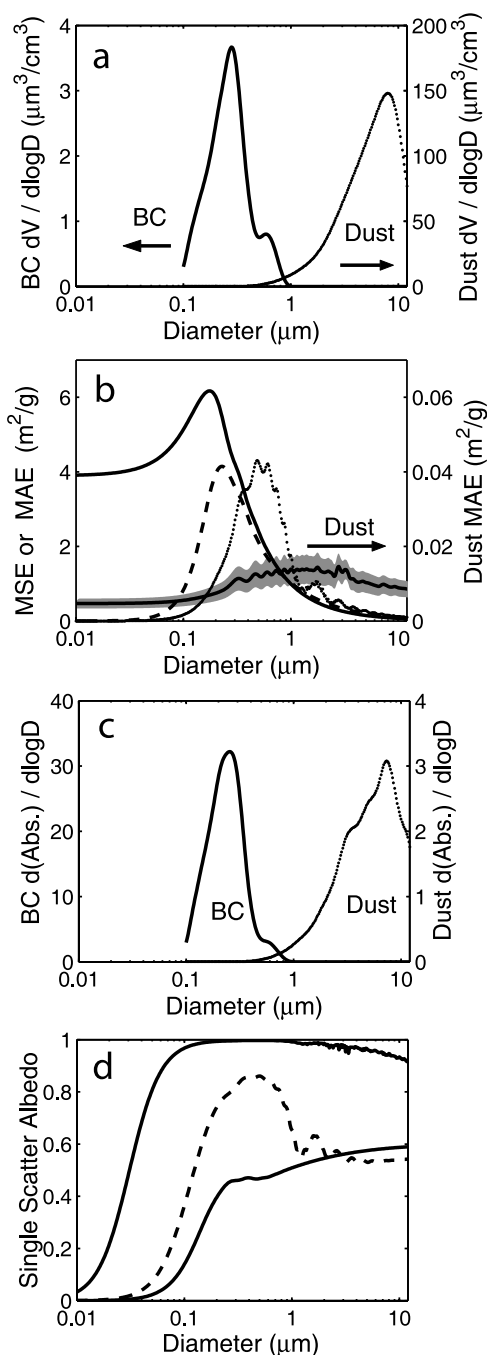 a
BC dV / dlogD (μm³/cm³)
4
3
2
1
0
Dust dV / dlogD (μm³/cm³)
200
150
100
50
0
BC
Dust
0.01 0.1 1 10
Diameter (μm)
b
MSE or MAE (m²/g)
6
4
2
0
Dust MAE (m²/g)
0.06
0.04
0.02
0
Dust
0.01 0.1 1 10
Diameter (μm)
c
BC d(Abs.) / dlogD
40
30
20
10
0
Dust d(Abs.) / dlogD
4
3
2
1
0
BC
Dust
0.01 0.1 1 10
Diameter (μm)
d
Single Scatter Albedo
1
0.8
0.6
0.4
0.2
0
0.01 0.1 1 10
Diameter (μm)